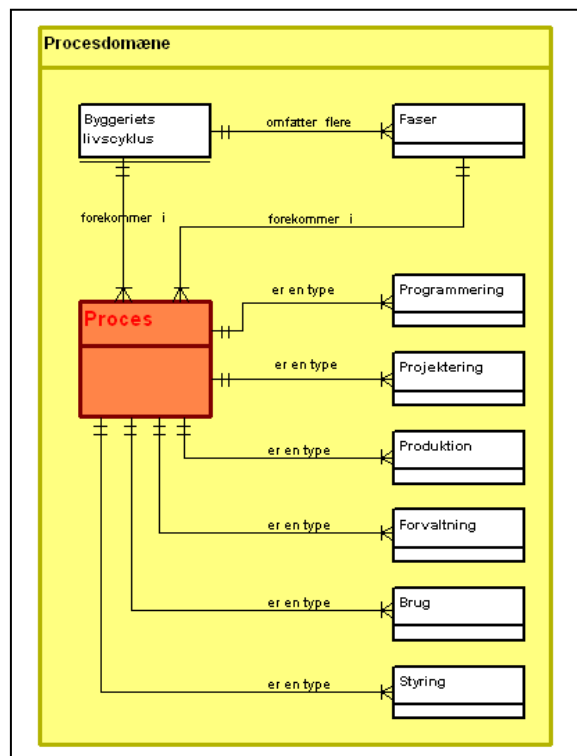 Procesdomæne
Byggeriets
livscyklus
omfatter flere
Faser
forekommer i
forekommer i
Proces
er en type
Programmering
er en type
Projektering
er en type
Produktion
er en type
Forvaltning
er en type
Brug
er en type
Styring